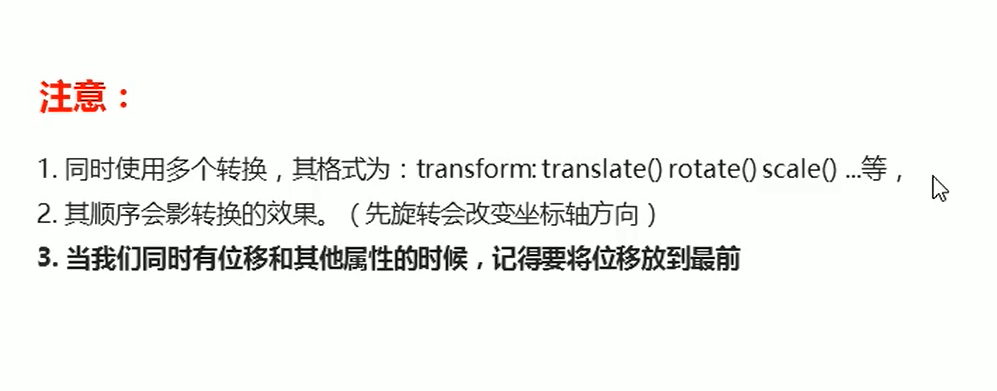 注意：
1. 同时使用多个转换，其格式为：transform: translate() rotate() scale() ...等，
2. 其顺序会影转换的效果。（先旋转会改变坐标轴方向）
3. 当我们同时有位移和其他属性的时候，记得要将位移放到最前